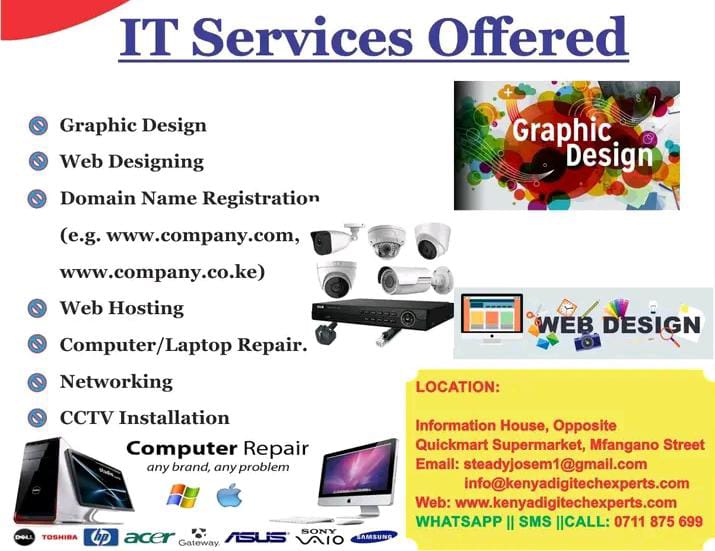 IT Services Offered
Graphic Design
Web Designing
Domain Name Registration
(e.g. www.company.com,
www.company.co.ke)
Web Hosting
Computer/Laptop Repair.
Networking
CCTV Installation
Graphic
Design
WEB DESIGN
Computer Repair
any brand, any problem
DELL TOSHIBA hp acer Gateway ASUS SONY VAIO SAMSUNG
LOCATION:
Information House, Opposite
Quickmart Supermarket, Mfangano Street
Email: steadyjosem1@gmail.com
info@kenyadigitechexperts.com
Web: www.kenyadigitechexperts.com
WHATSAPP || SMS ||CALL: 0711 875 699